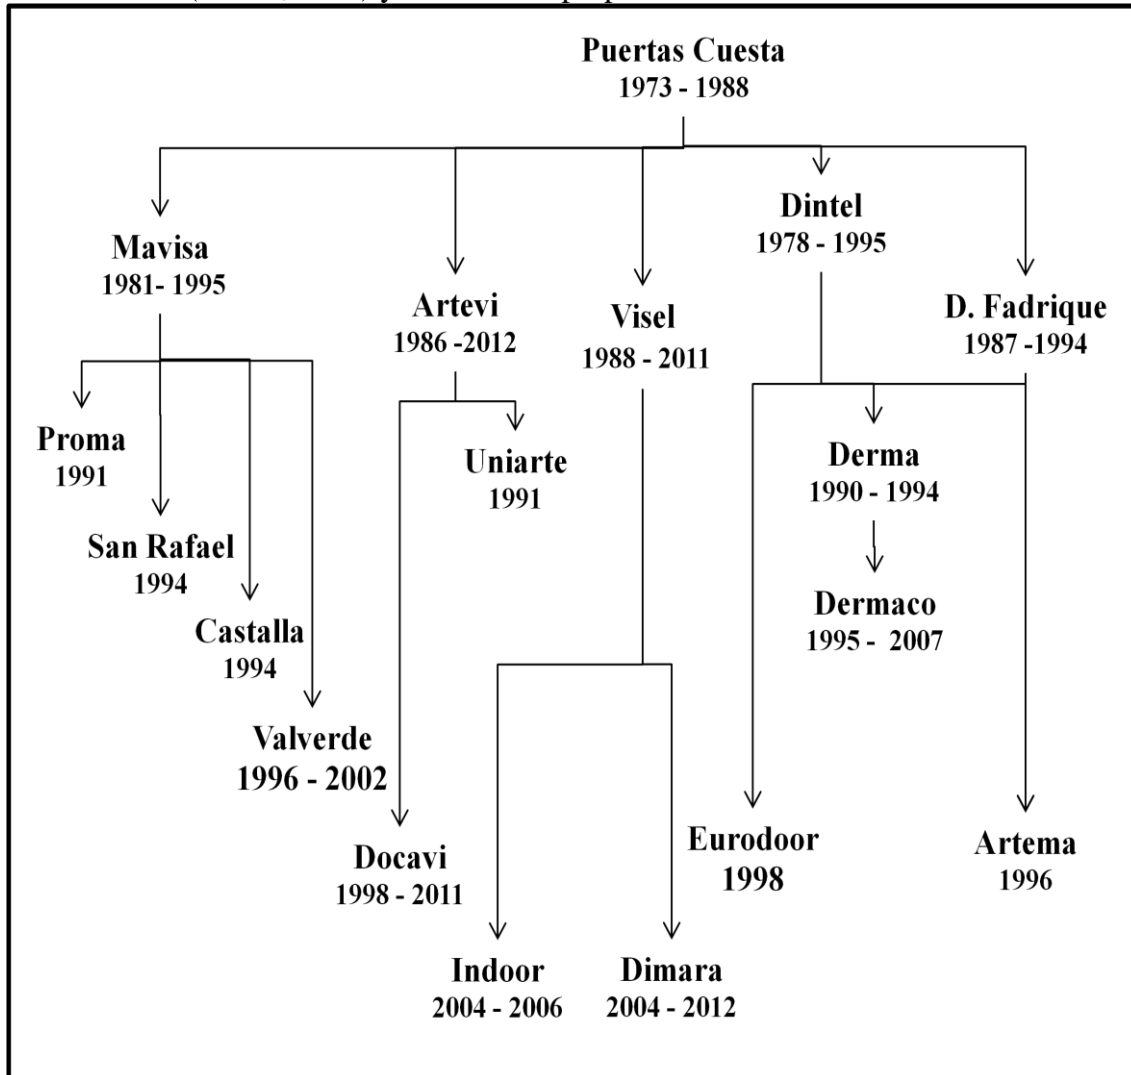 Puertas Cuesta
1973 - 1988
Dintel
1978 - 1995
Mavisa
1981- 1995
Artevi
1986 -2012
Visel
1988 - 2011
D. Fadrique
1987 -1994
Proma
1991
Uniarte
1991
Derma
1990 - 1994
San Rafael
1994
Dermaco
1995 -  2007
Castalla
1994
Valverde
1996 - 2002
Docavi
1998 - 2011
Eurodoor
1998
Artema
1996
Indoor
2004 - 2006
Dimara
2004 - 2012